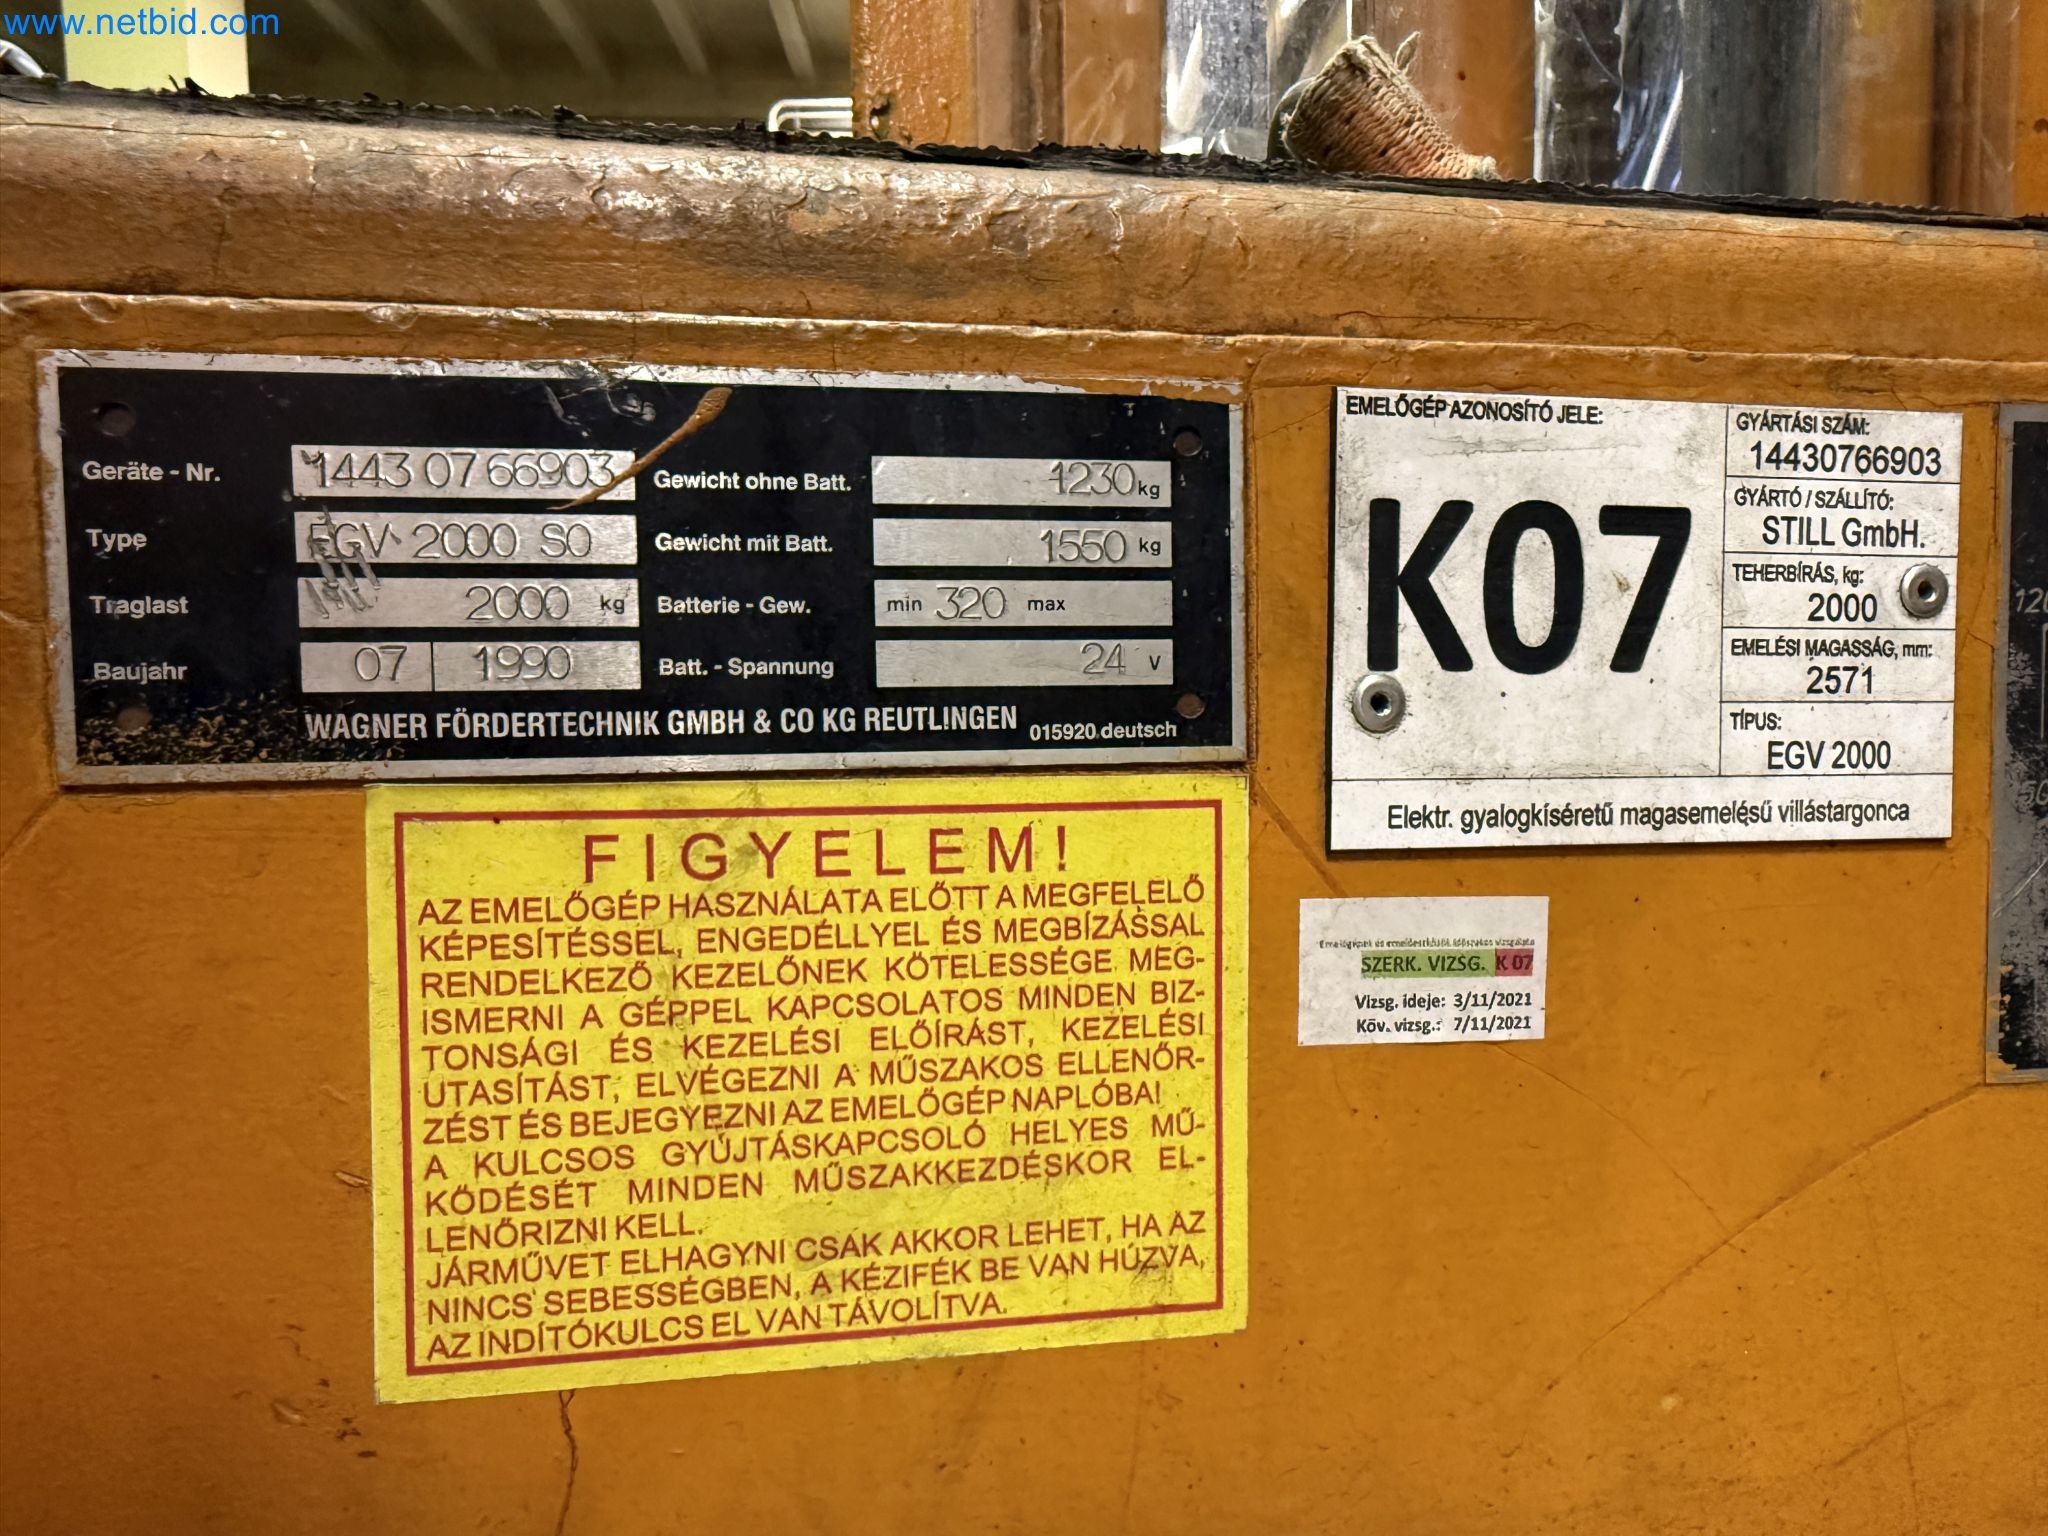 www.netbid.com
Geräte - Nr. 1443 07 66903 Gewicht ohne Batt. 1230 kg
Type EGV 2000 SO Gewicht mit Batt. 1550 kg
Traglast 2000 kg Batterie - Gew. min 320 max
Baujahr 07 1990 Batt. - Spannung 24 V
WAGNER FÖRDERTECHNIK GMBH & CO KG REUTLINGEN 015920 deutsch
EMELŐGÉP AZONOSÍTÓ JELE:
K07
GYÁRTÁSI SZÁM:
14430766903
GYÁRTÓ / SZÁLLÍTÓ:
STILL GmbH.
TEHERBÍRÁS, kg:
2000
EMELÉSI MAGASSÁG, mm:
2571
TÍPUS:
EGV 2000
Elektr. gyalogkíséretű magasemelésű villástargonca
FIGYELEM!
AZ EMELŐGÉP HASZNÁLATA ELŐTT A MEGFELELŐ
KÉPESÍTÉSSEL, ENGEDÉLLYEL ÉS MEGBÍZÁSSAL
RENDELKEZŐ KEZELŐNEK KÖTELESSÉGE MEG-
ISMERNI A GÉPPEL KAPCSOLATOS MINDEN BIZ-
TONSÁGI ÉS KEZELÉSI ELŐÍRÁST, KEZELÉSI
UTASÍTÁST, ELVÉGEZNI A MŰSZAKOS ELLENŐR-
ZÉST ÉS BEJEGYEZNI AZ EMELŐGÉP NAPLÓBA!
A KULCSOS GYÚJTÁSKAPCSOLÓ HELYES MŰ-
KÖDÉSÉT MINDEN MŰSZAKKEZDÉSKOR EL-
LENŐRIZNI KELL.
JÁRMŰVET ELHAGYNI CSAK AKKOR LEHET, HA AZ
NINCS SEBESSÉGBEN, A KÉZIFÉK BE VAN HÚZVA,
AZ INDÍTÓKULCS EL VAN TÁVOLÍTVA.
Emelőgépek és emelőeszközök időszakos vizsgálata
SZERK. VIZSG. K 07
Vizsg. ideje: 3/11/2021
Köv. vizsg.: 7/11/2021